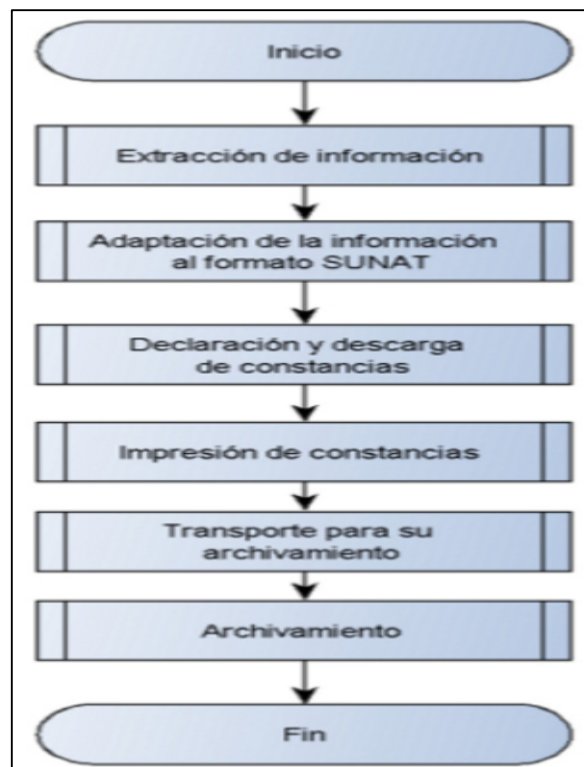 Inicio
Extracción de información
Adaptación de la información
al formato SUNAT
Declaración y descarga
de constancias
Impresión de constancias
Transporte para su
archivamiento
Archivamiento
Fin